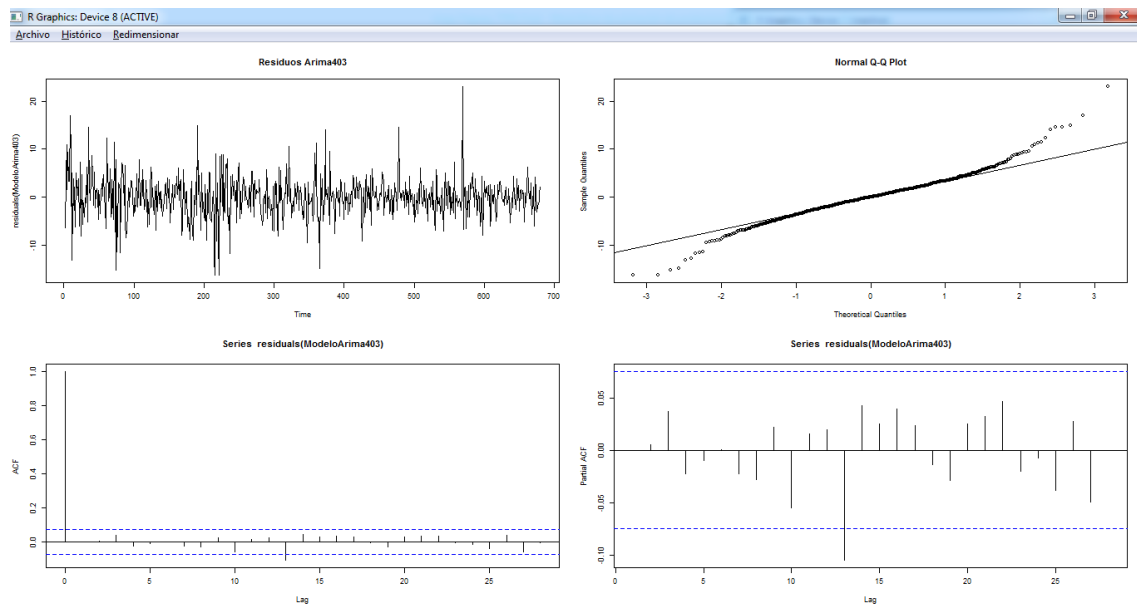 R Graphics: Device 8 (ACTIVE)
Archivo Histórico Redimensionar
Residuos Arima403
residuals(ModeloArima403)
20
10
0
-10
0 100 200 300 400 500 600 700
Time
Normal Q-Q Plot
Sample Quantiles
20
10
0
-10
-3 -2 -1 0 1 2 3
Theoretical Quantiles
Series residuals(ModeloArima403)
ACF
1.0
0.8
0.6
0.4
0.2
0.0
0 5 10 15 20 25
Lag
Series residuals(ModeloArima403)
Partial ACF
0.05
0.00
-0.05
-0.10
0 5 10 15 20 25
Lag